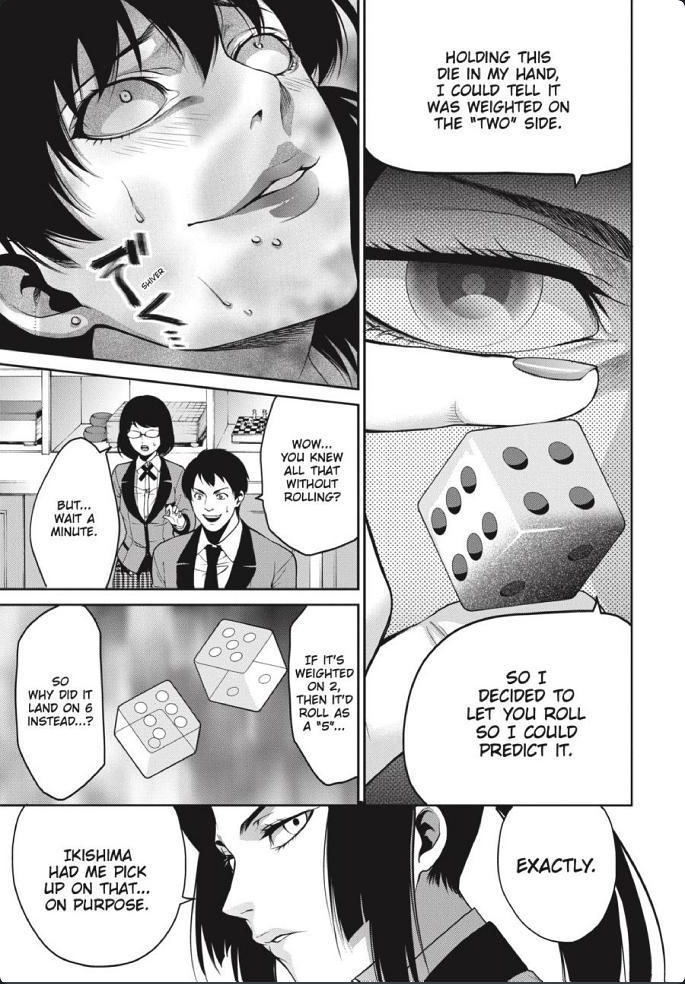 HOLDING THIS
DIE IN MY HAND,
I COULD TELL IT
WAS WEIGHTED ON
THE "TWO" SIDE.
SO I
DECIDED TO
LET YOU ROLL
SO I COULD
PREDICT IT.
SHIVER
WOW...
YOU KNEW
ALL THAT
WITHOUT
ROLLING?
BUT...
WAIT A
MINUTE.
IF IT'S
WEIGHTED
ON 2,
THEN IT'D
ROLL AS
A "5"...
SO
WHY DID IT
LAND ON 6
INSTEAD...?
EXACTLY.
IKISHIMA
HAD ME PICK
UP ON THAT...
ON PURPOSE.